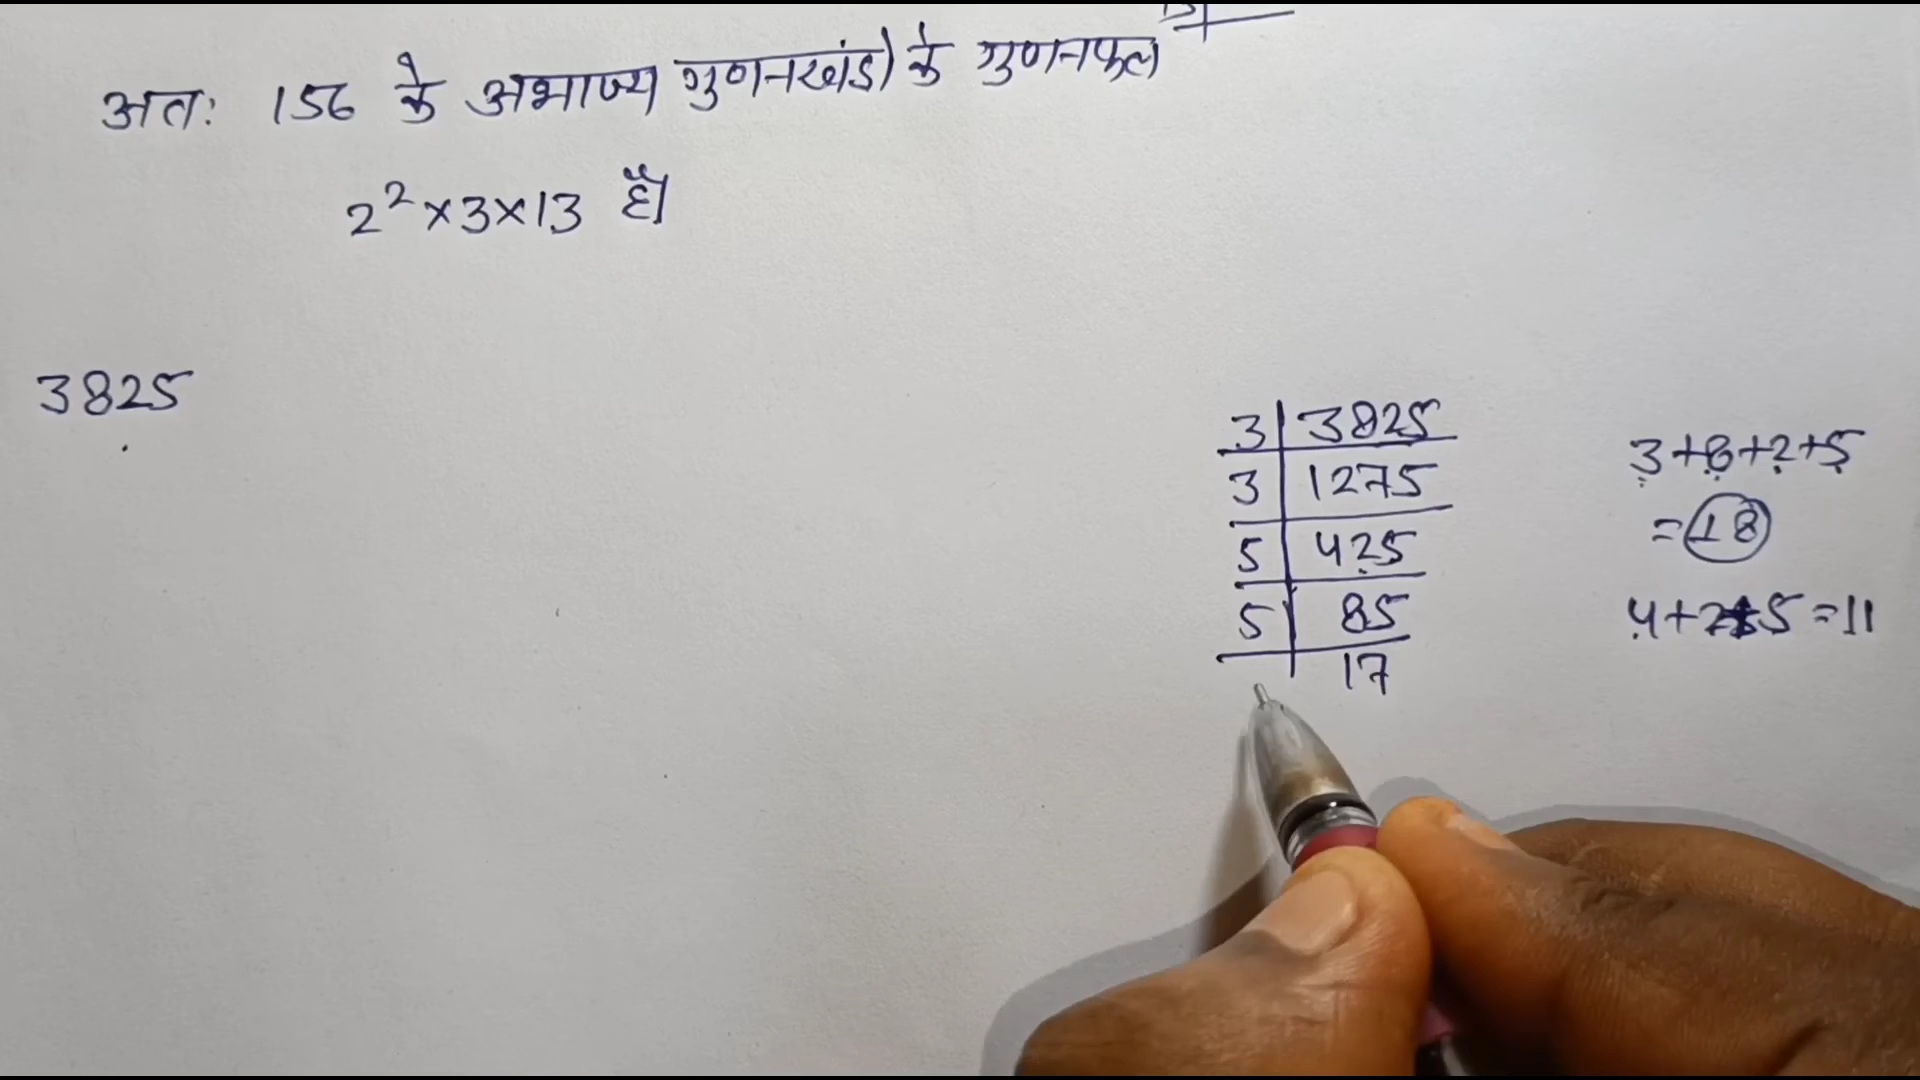 अतः 156 के अभाज्य गुणनखंडो के गुणनफल
2² × 3 × 13 है।
3825
3 | 3825
3 | 1275
5 | 425
5 | 85
17
3+8+2+5
= 18
4+2+5 = 11